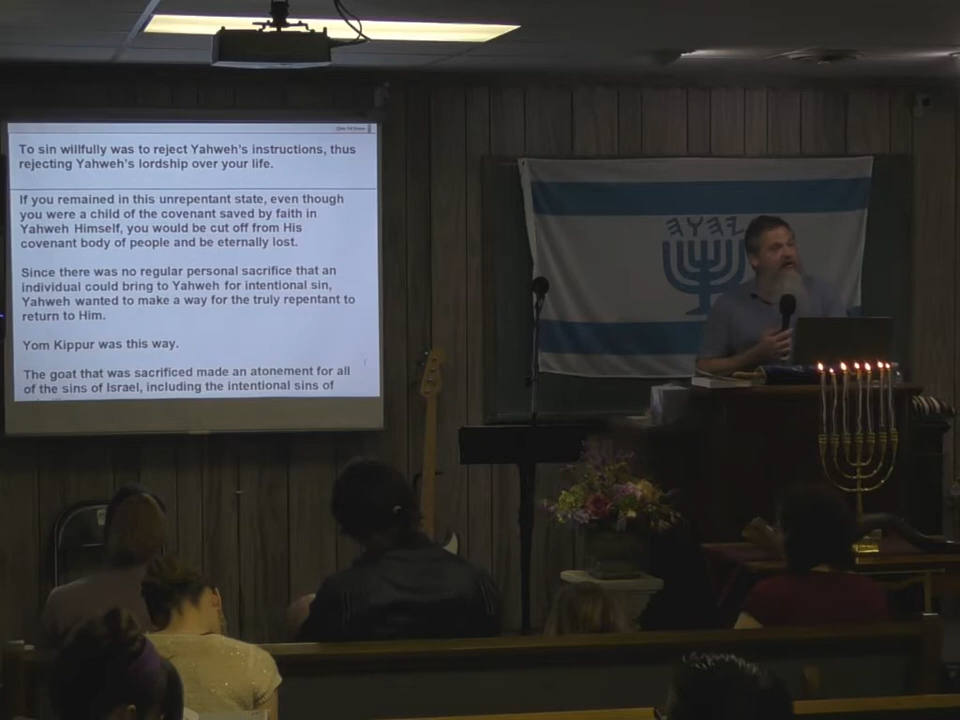 To sin willfully was to reject Yahweh's instructions, thus
rejecting Yahweh's lordship over your life.
If you remained in this unrepentant state, even though
you were a child of the covenant saved by faith in
Yahweh Himself, you would be cut off from His
covenant body of people and be eternally lost.
Since there was no regular personal sacrifice that an
individual could bring to Yahweh for intentional sin,
Yahweh wanted to make a way for the truly repentant to
return to Him.
Yom Kippur was this way.
The goat that was sacrificed made an atonement for all
of the sins of Israel, including the intentional sins of
𐤉𐤄𐤅𐤄